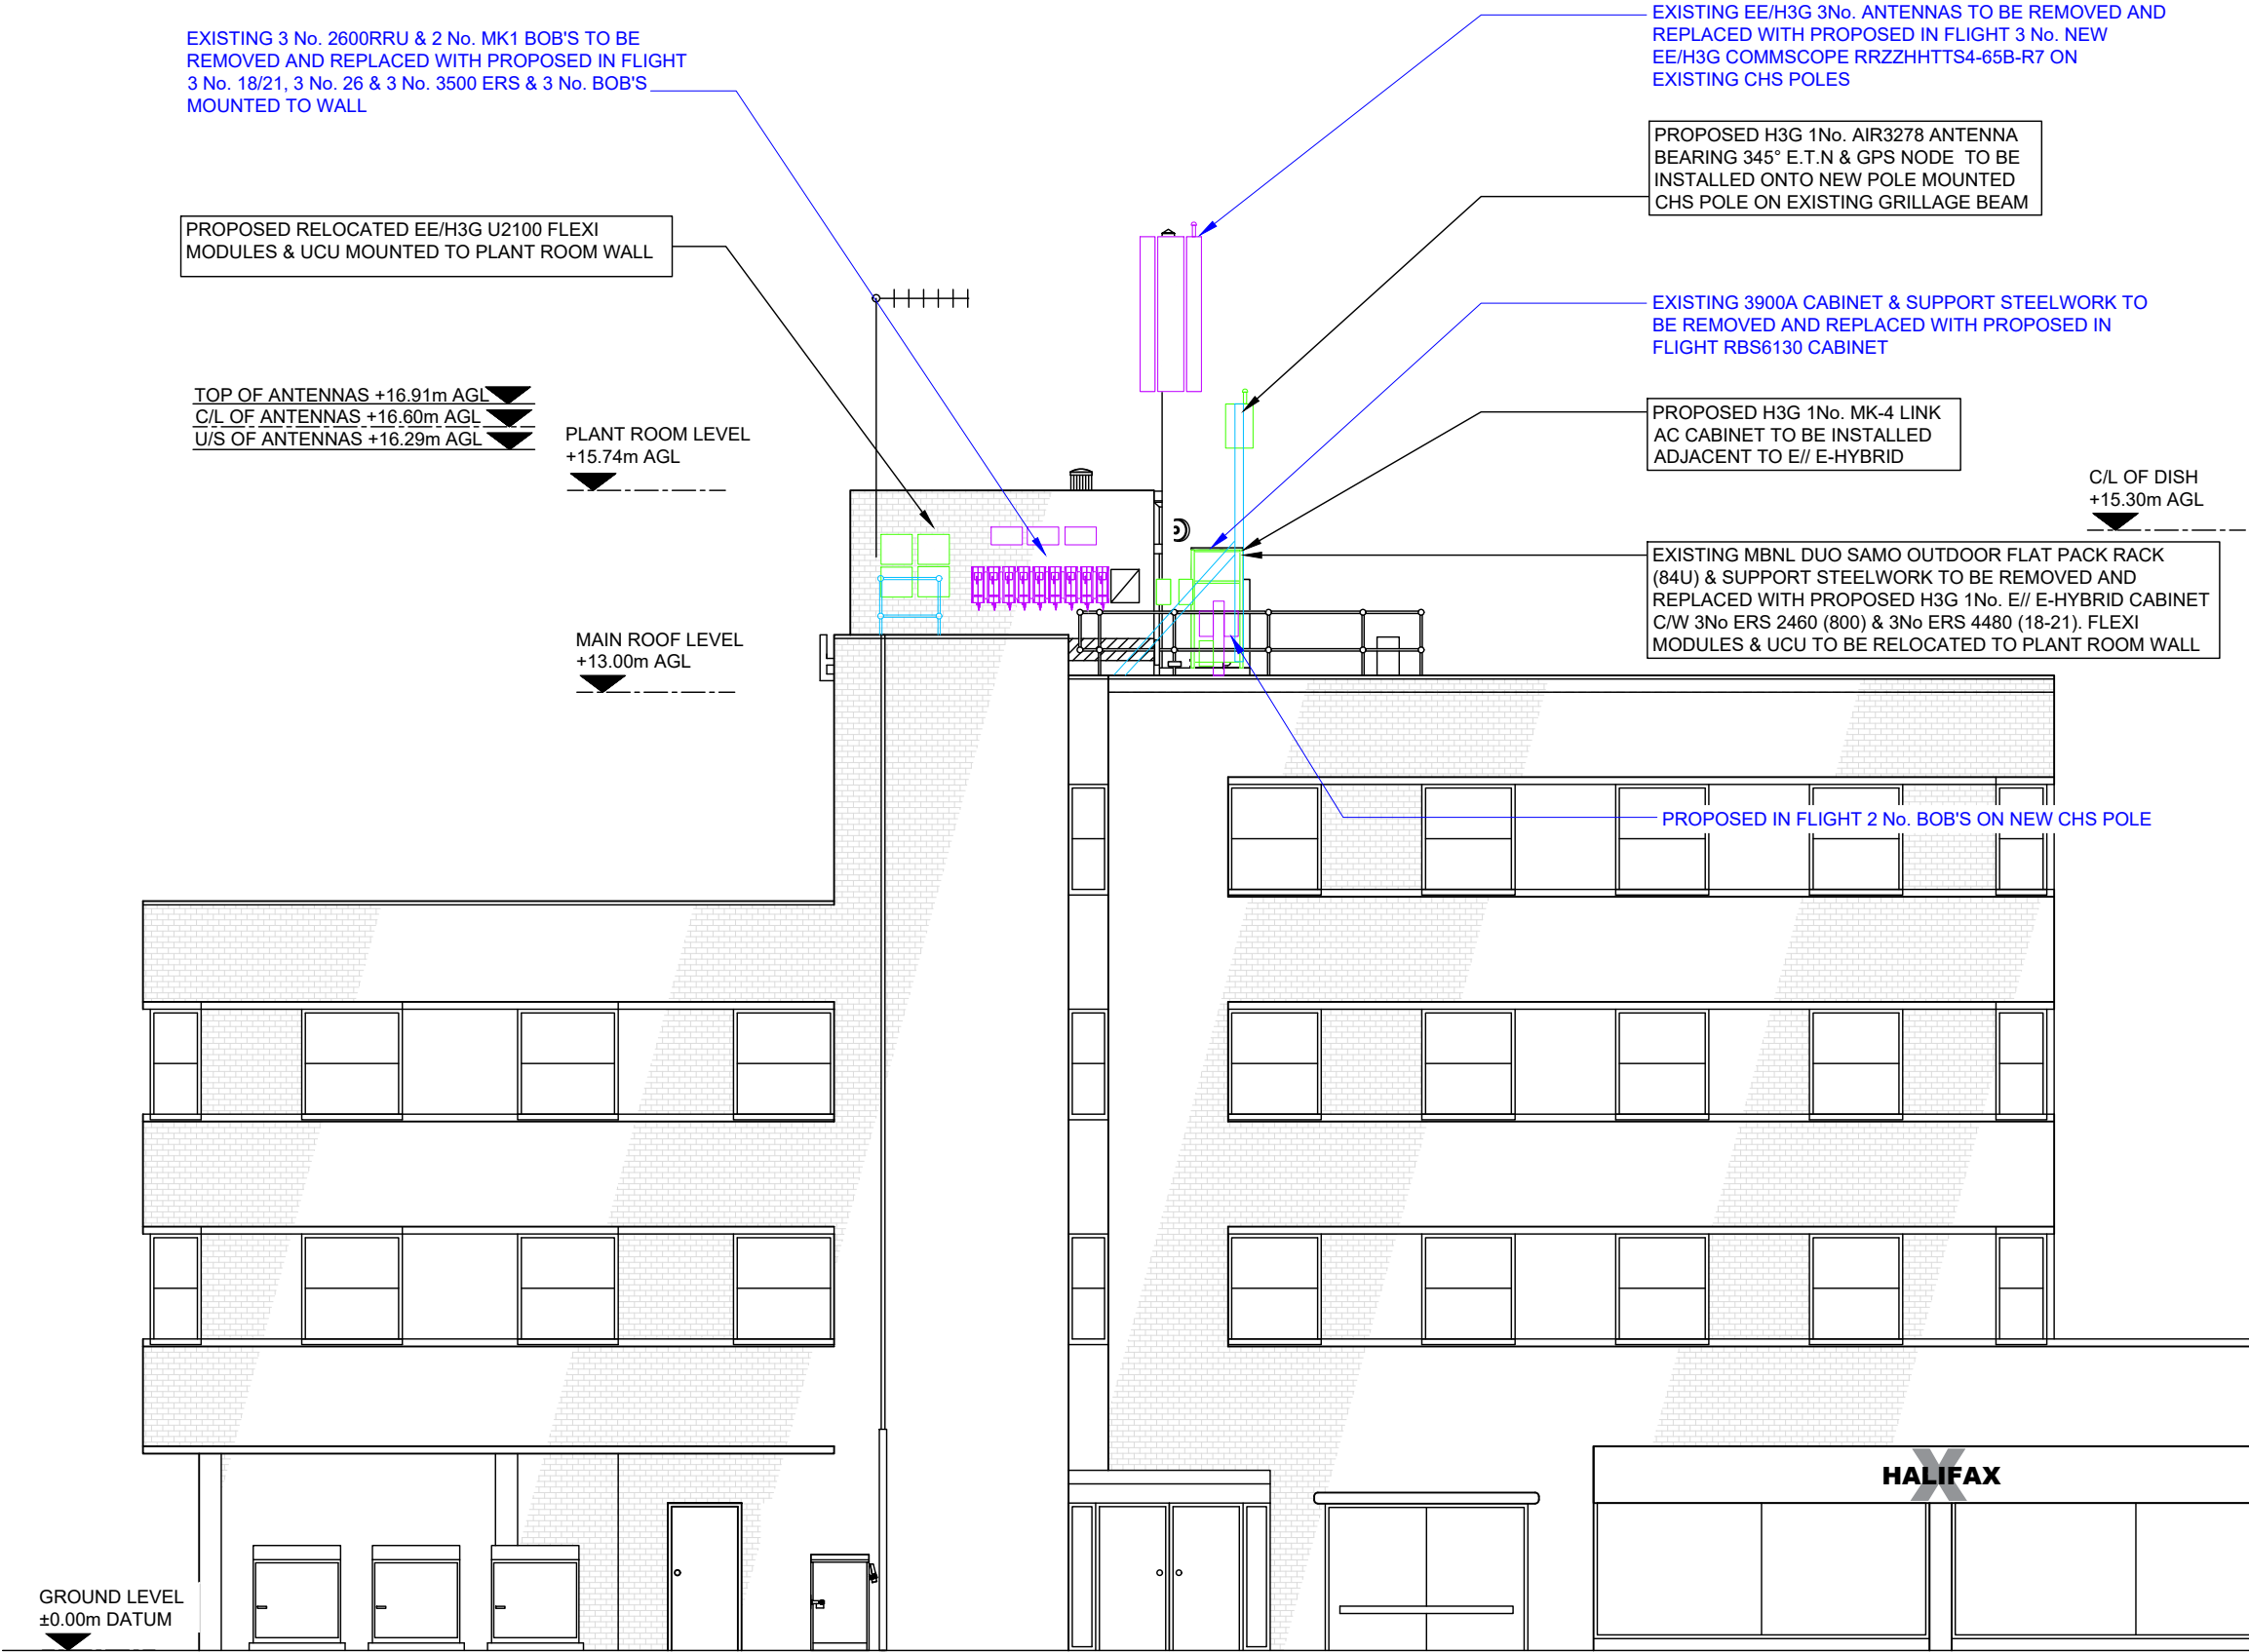 EXISTING 3 No. 2600RRU & 2 No. MK1 BOB'S TO BE
REMOVED AND REPLACED WITH PROPOSED IN FLIGHT
3 No. 18/21, 3 No. 26 & 3 No. 3500 ERS & 3 No. BOB'S
MOUNTED TO WALL
EXISTING EE/H3G 3No. ANTENNAS TO BE REMOVED AND
REPLACED WITH PROPOSED IN FLIGHT 3 No. NEW
EE/H3G COMMSCOPE RRZZHHTTS4-65B-R7 ON
EXISTING CHS POLES
PROPOSED H3G 1No. AIR3278 ANTENNA
BEARING 345° E.T.N & GPS NODE TO BE
INSTALLED ONTO NEW POLE MOUNTED
CHS POLE ON EXISTING GRILLAGE BEAM
PROPOSED RELOCATED EE/H3G U2100 FLEXI
MODULES & UCU MOUNTED TO PLANT ROOM WALL
EXISTING 3900A CABINET & SUPPORT STEELWORK TO
BE REMOVED AND REPLACED WITH PROPOSED IN
FLIGHT RBS6130 CABINET
TOP OF ANTENNAS +16.91m AGL
C/L OF ANTENNAS +16.60m AGL
U/S OF ANTENNAS +16.29m AGL
PLANT ROOM LEVEL
+15.74m AGL
PROPOSED H3G 1No. MK-4 LINK
AC CABINET TO BE INSTALLED
ADJACENT TO E// E-HYBRID
C/L OF DISH
+15.30m AGL
EXISTING MBNL DUO SAMO OUTDOOR FLAT PACK RACK
(84U) & SUPPORT STEELWORK TO BE REMOVED AND
REPLACED WITH PROPOSED H3G 1No. E// E-HYBRID CABINET
C/W 3No ERS 2460 (800) & 3No ERS 4480 (18-21). FLEXI
MODULES & UCU TO BE RELOCATED TO PLANT ROOM WALL
MAIN ROOF LEVEL
+13.00m AGL
PROPOSED IN FLIGHT 2 No. BOB'S ON NEW CHS POLE
HALIFAX
GROUND LEVEL
±0.00m DATUM